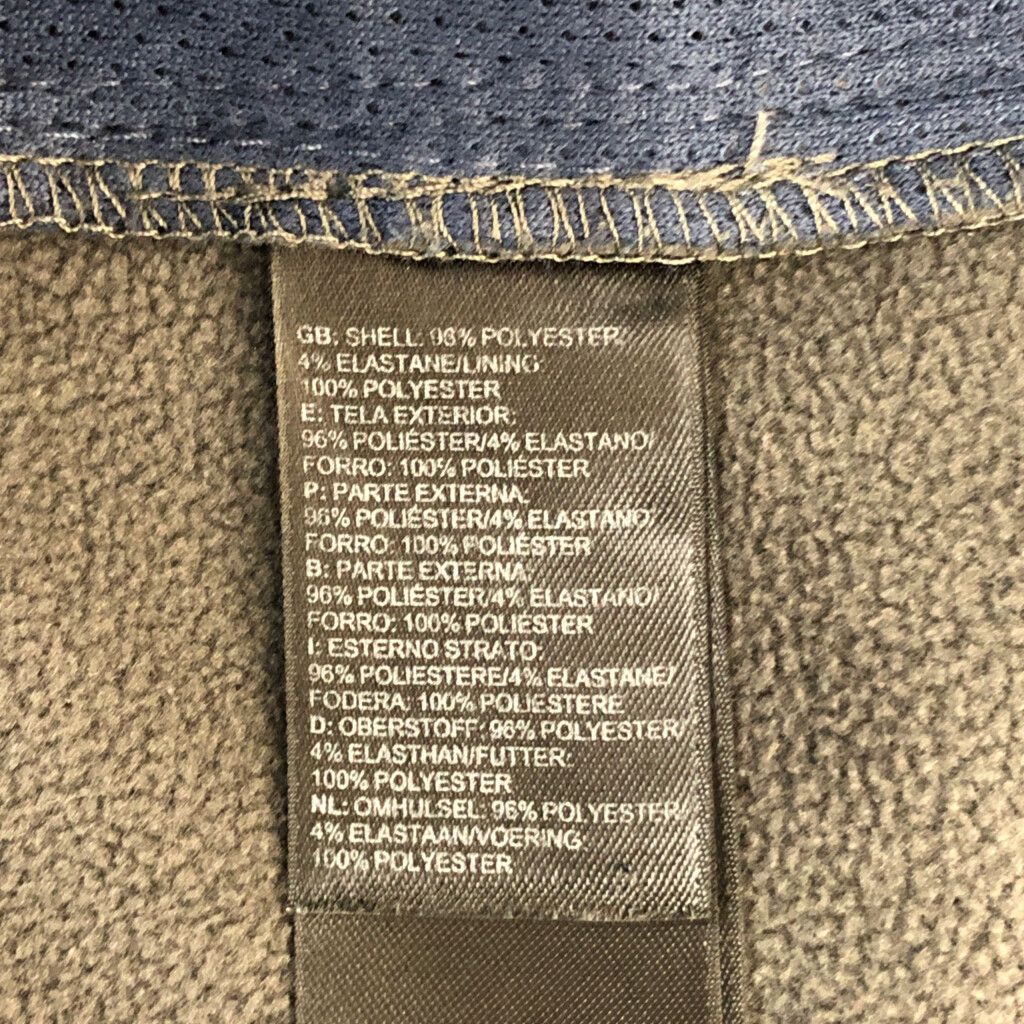 GB: SHELL: 96% POLYESTER/
4% ELASTANE/LINING
100% POLYESTER
E: TELA EXTERIOR:
96% POLIÉSTER/4% ELASTANO/
FORRO: 100% POLIESTER
P: PARTE EXTERNA:
96% POLIÉSTER/4% ELASTANO/
FORRO: 100% POLIÉSTER
B: PARTE EXTERNA:
96% POLIÉSTER/4% ELASTANO/
FORRO: 100% POLIESTER
I: ESTERNO STRATO:
96% POLIESTERE/4% ELASTANE/
FODERA: 100% POLIESTERE
D: OBERSTOFF: 96% POLYESTER/
4% ELASTHAN/FUTTER:
100% POLYESTER
NL: OMHULSEL: 96% POLYESTER/
4% ELASTAAN/VOERING
100% POLYESTER